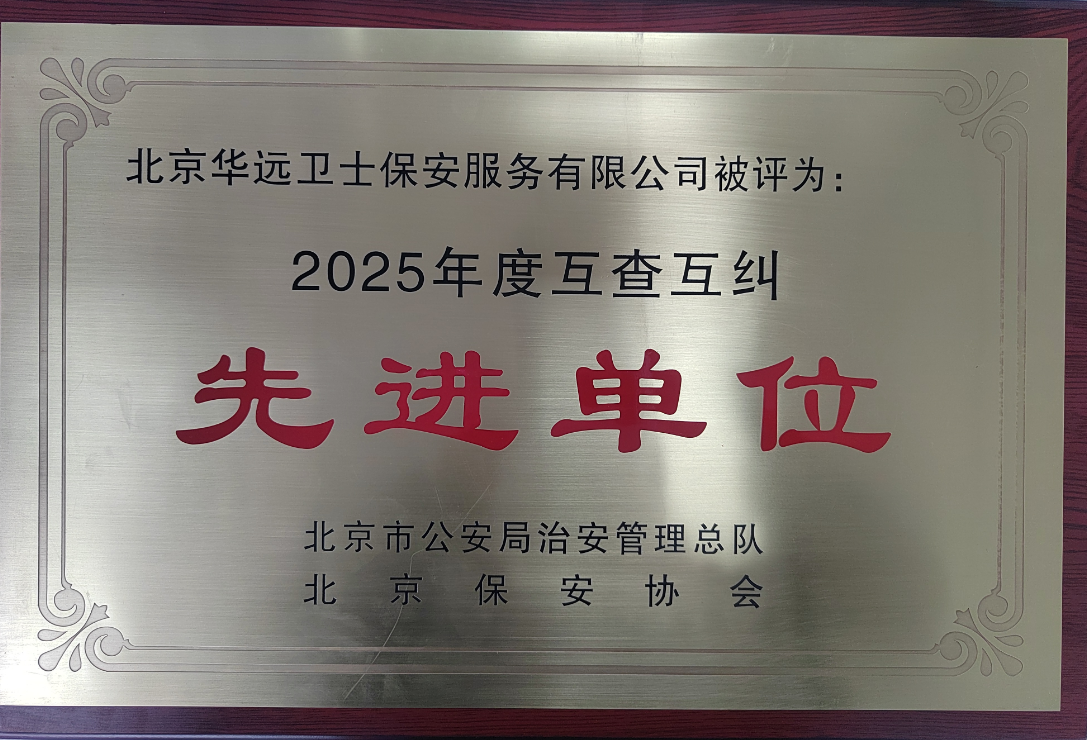 北京华远卫士保安服务有限公司被评为：
2025年度互查互纠
先进单位
北京市公安局治安管理总队
北京保安协会